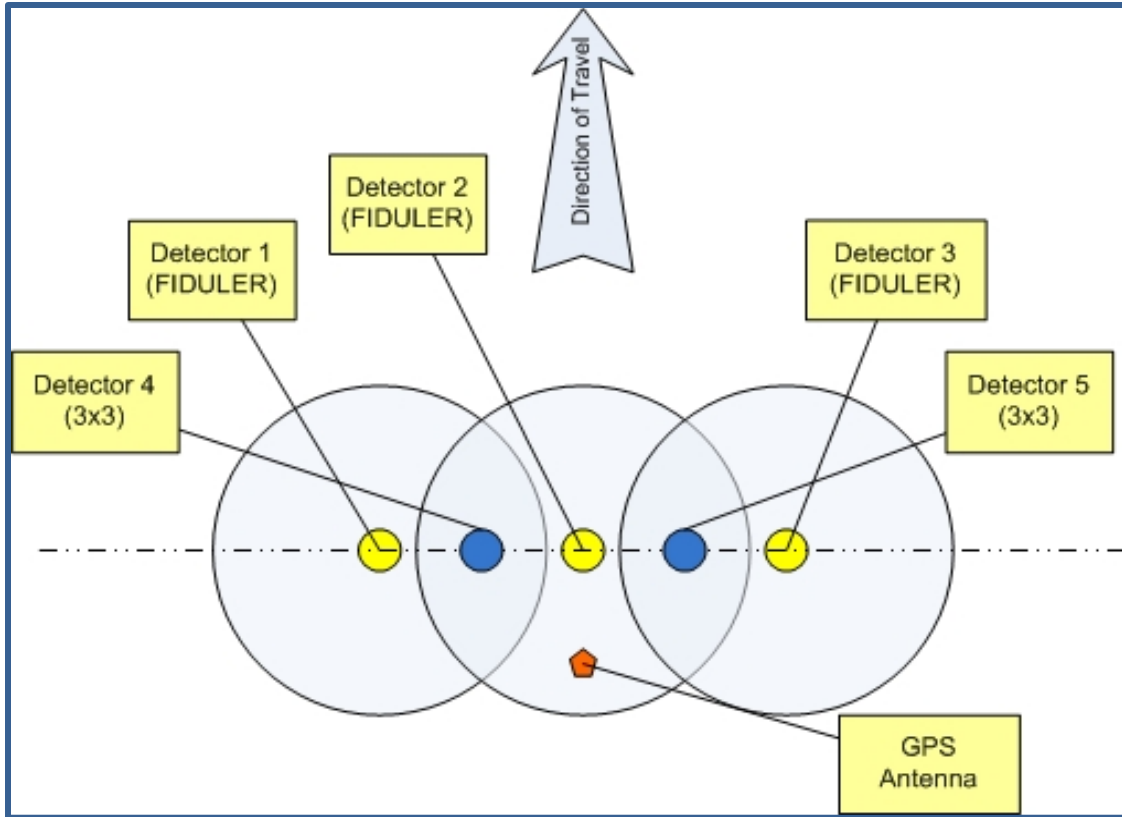 Direction of Travel
Detector 2
(FIDULER)
Detector 1
(FIDULER)
Detector 3
(FIDULER)
Detector 4
(3x3)
Detector 5
(3x3)
GPS
Antenna